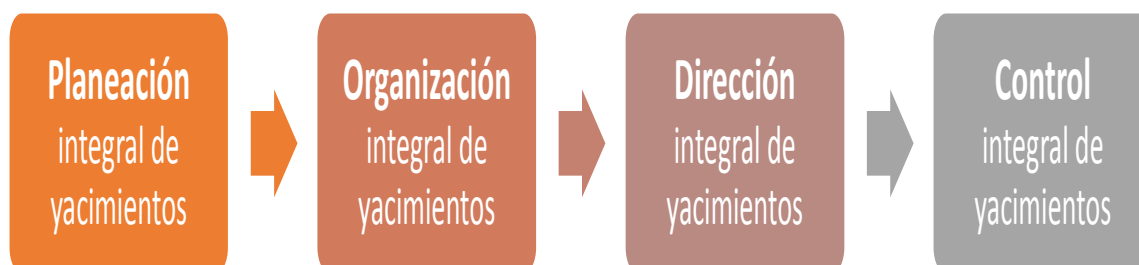 Planeación
integral de
yacimientos
Organización
integral de
yacimientos
Dirección
integral de
yacimientos
Control
integral de
yacimientos